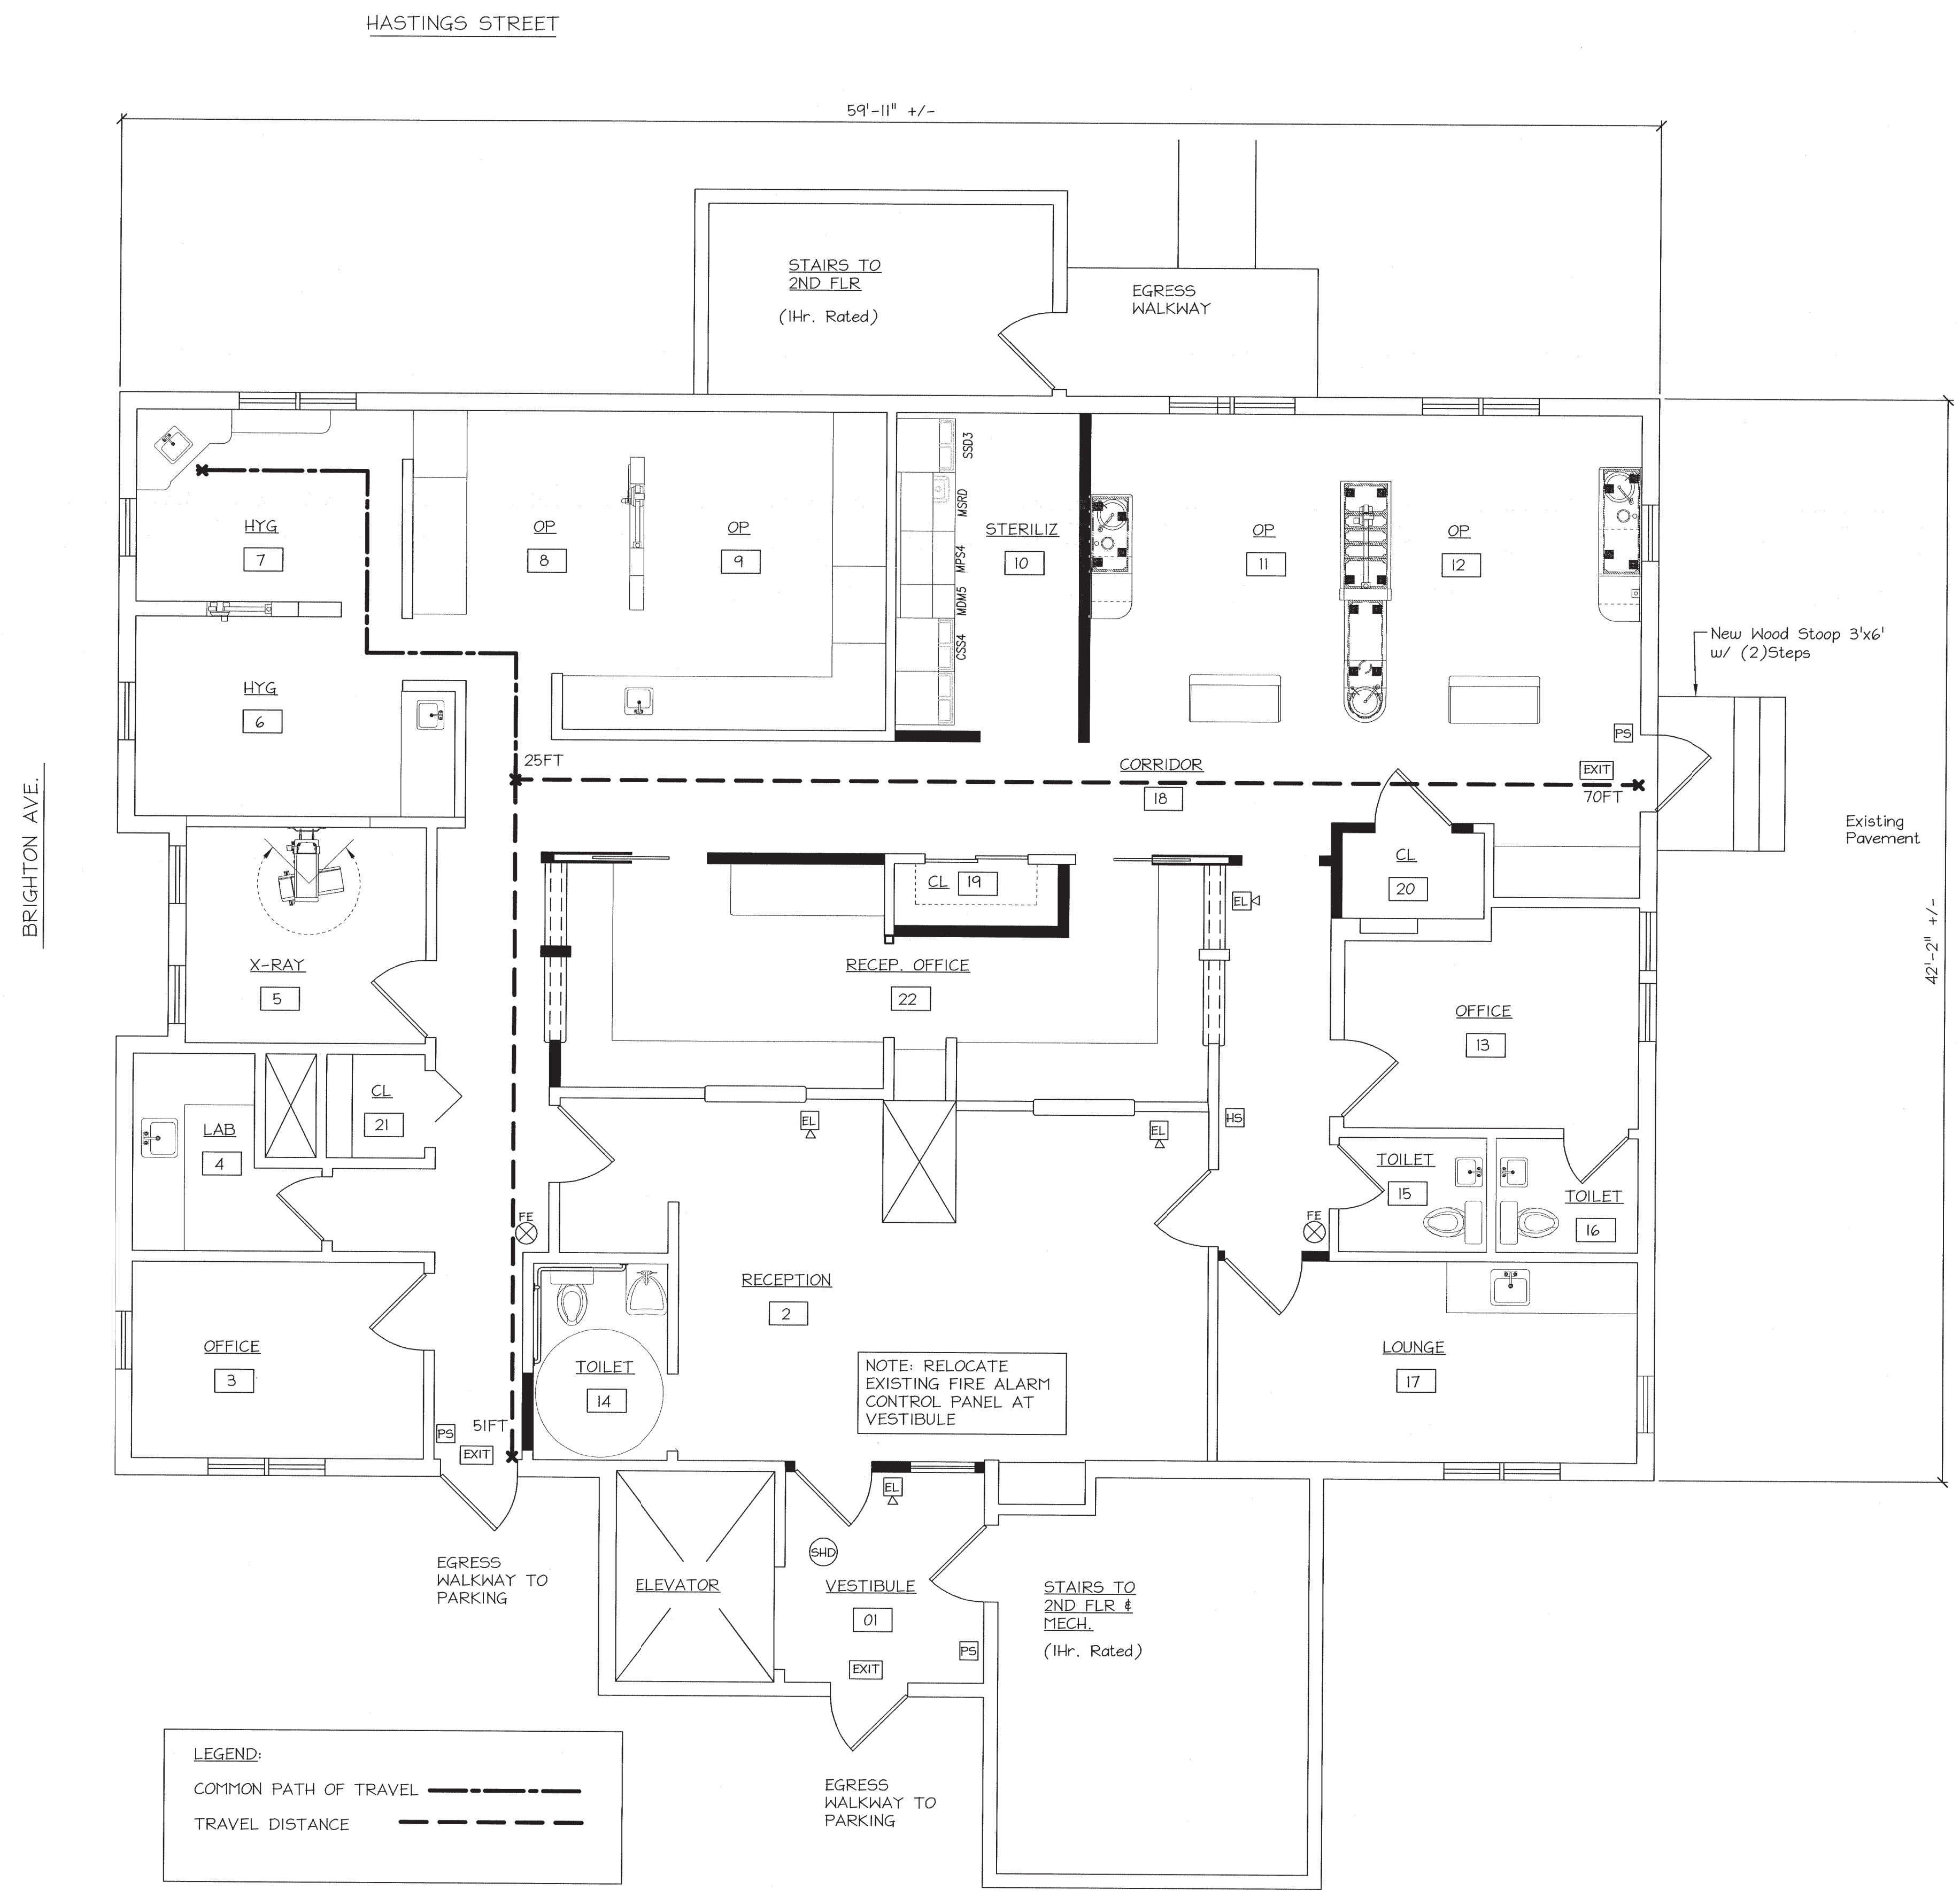 HASTINGS STREET
59'-11" +/-
STAIRS TO
2ND FLR
(1Hr. Rated)
EGRESS
WALKWAY
HYG
7
OP
8
OP
9
SSD3
MSRD
MPS4
MDM5
CSS4
STERILIZ
10
OP
11
OP
12
New Wood Stoop 3'x6'
w/ (2)Steps
HYG
6
PS
25FT
CORRIDOR
18
EXIT
70FT
BRIGHTON AVE.
Existing
Pavement
CL
20
CL 19
EL
42'-2" +/-
X-RAY
5
RECEP. OFFICE
22
OFFICE
13
CL
21
LAB
4
EL
EL
HS
TOILET
15
TOILET
16
FE
FE
RECEPTION
2
OFFICE
3
TOILET
14
NOTE: RELOCATE
EXISTING FIRE ALARM
CONTROL PANEL AT
VESTIBULE
LOUNGE
17
51FT
PS
EXIT
EL
SHD
EGRESS
WALKWAY TO
PARKING
ELEVATOR
VESTIBULE
01
STAIRS TO
2ND FLR &
MECH.
(1Hr. Rated)
PS
EXIT
EGRESS
WALKWAY TO
PARKING
LEGEND:
COMMON PATH OF TRAVEL
TRAVEL DISTANCE